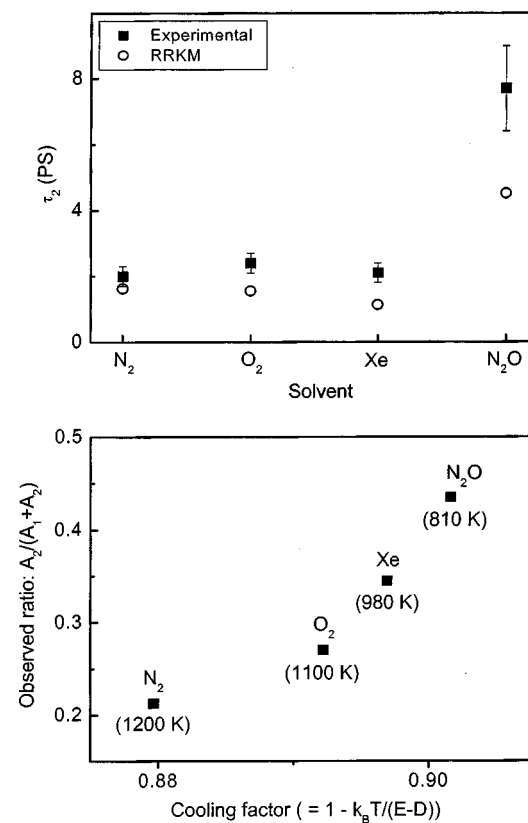 Experimental
RRKM
8
4
0
τ₂ (PS)
N₂ O₂ Xe N₂O
Solvent
0.5
0.4
0.3
0.2
Observed ratio: A₂/(A₁+A₂)
N₂O
(810 K)
Xe
(980 K)
O₂
(1100 K)
N₂
(1200 K)
0.88 0.90
Cooling factor ( = 1 - k_BT/(E-D))